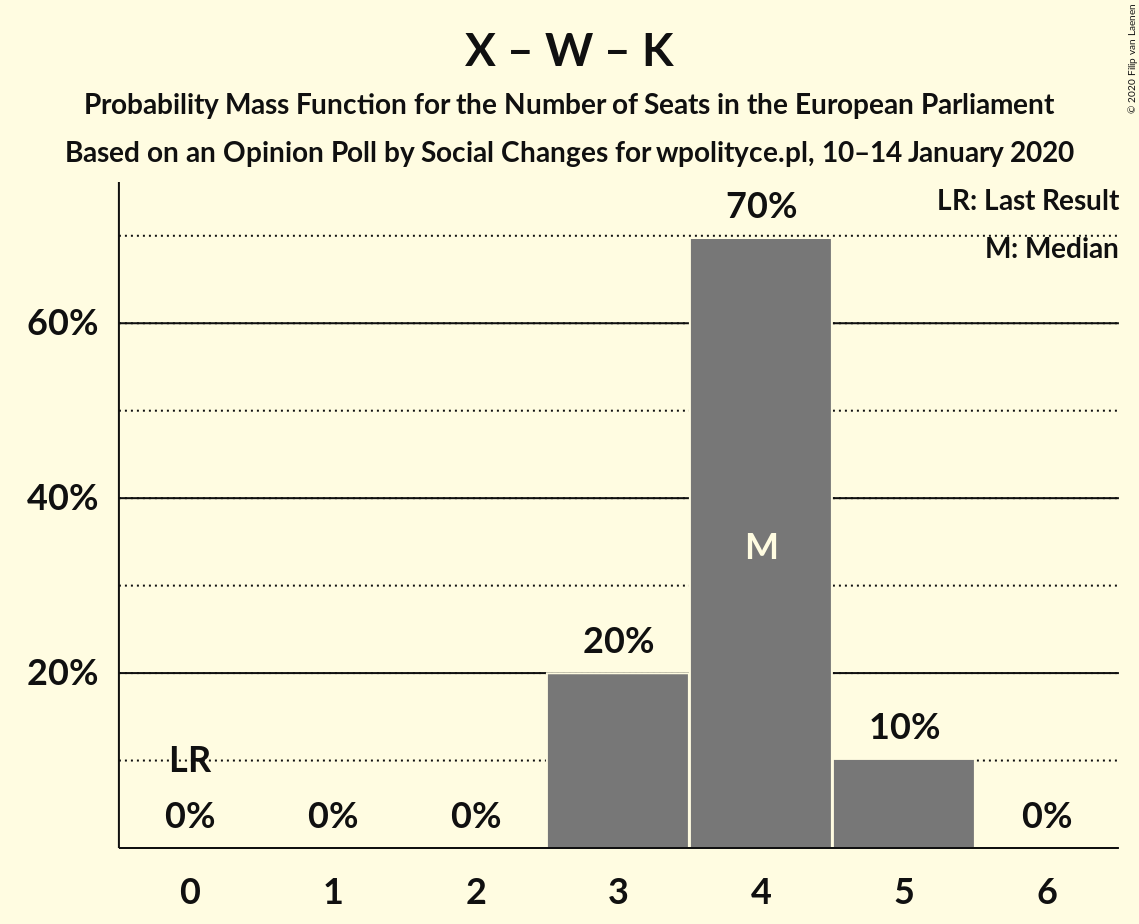 X – W – K
Probability Mass Function for the Number of Seats in the European Parliament
Based on an Opinion Poll by Social Changes for wpolityce.pl, 10–14 January 2020
© 2020 Filip van Laenen
LR: Last Result
M: Median
70%
60%
40%
M
20%
20%
10%
LR
0%
0%
0%
0%
0
1
2
3
4
5
6